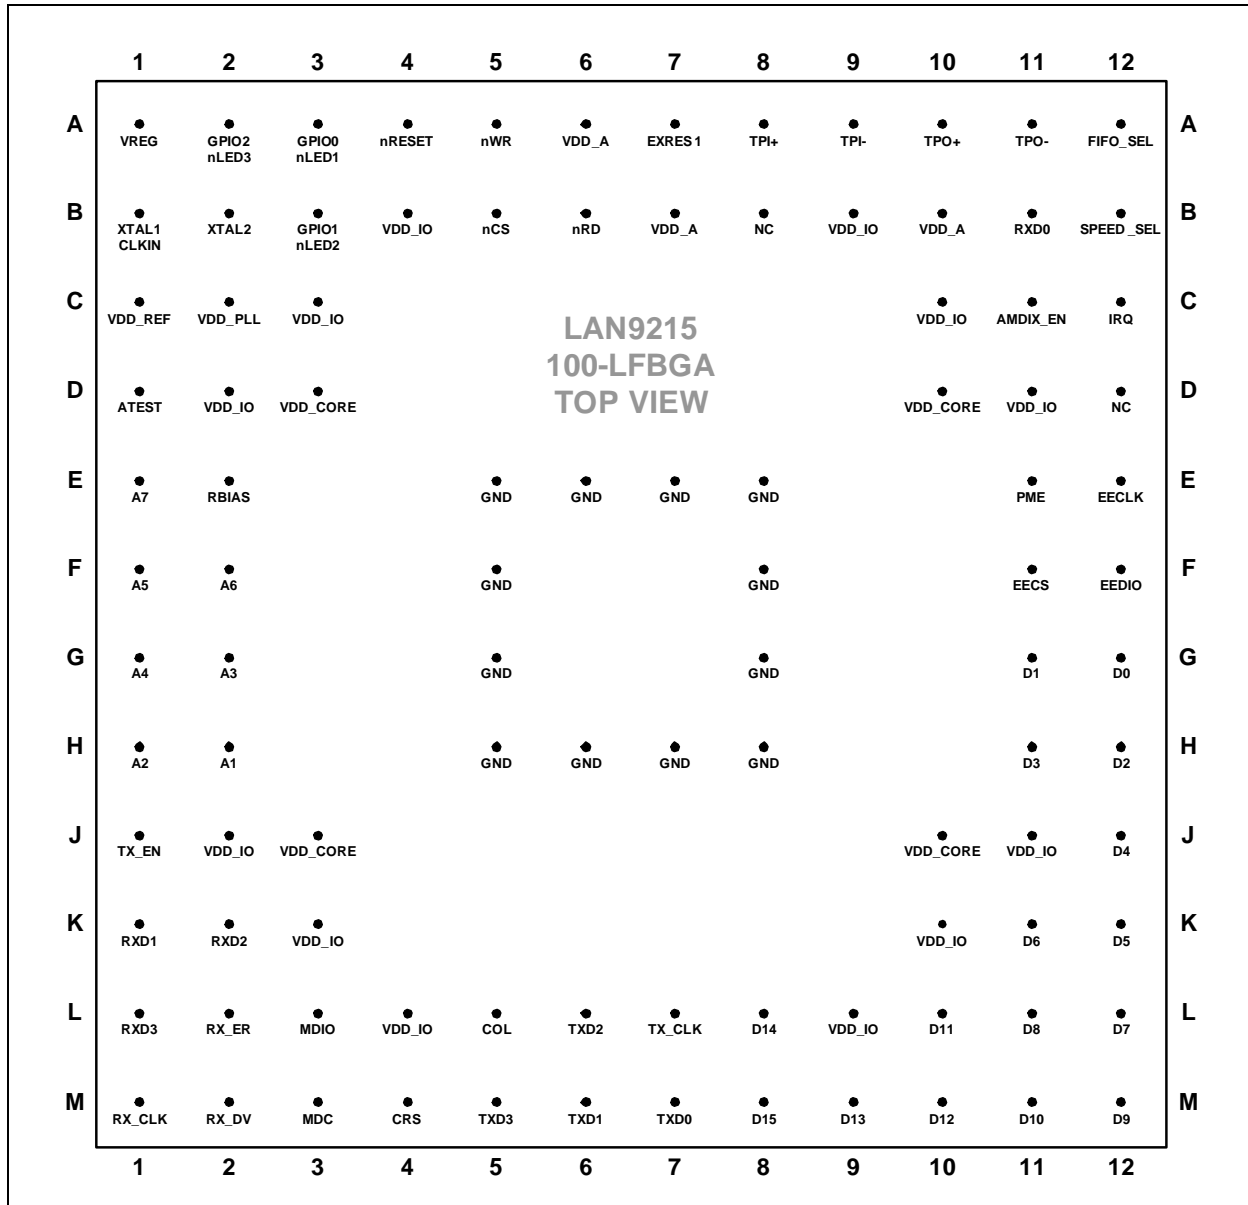 1 2 3 4 5 6 7 8 9 10 11 12
A A
VREG GPIO2 GPIO0 nRESET nWR VDD_A EXRES1 TPI+ TPI- TPO+ TPO- FIFO_SEL
nLED3 nLED1
B B
XTAL1 XTAL2 GPIO1 VDD_IO nCS nRD VDD_A NC VDD_IO VDD_A RXD0 SPEED_SEL
CLKIN nLED2
C C
VDD_REF VDD_PLL VDD_IO VDD_IO AMDIX_EN IRQ
LAN9215
100-LFBGA
TOP VIEW
D D
ATEST VDD_IO VDD_CORE VDD_CORE VDD_IO NC
E E
A7 RBIAS GND GND GND GND PME EECLK
F F
A5 A6 GND GND EECS EEDIO
G G
A4 A3 GND GND D1 D0
H H
A2 A1 GND GND GND GND D3 D2
J J
TX_EN VDD_IO VDD_CORE VDD_CORE VDD_IO D4
K K
RXD1 RXD2 VDD_IO VDD_IO D6 D5
L L
RXD3 RX_ER MDIO VDD_IO COL TXD2 TX_CLK D14 VDD_IO D11 D8 D7
M M
RX_CLK RX_DV MDC CRS TXD3 TXD1 TXD0 D15 D13 D12 D10 D9
1 2 3 4 5 6 7 8 9 10 11 12